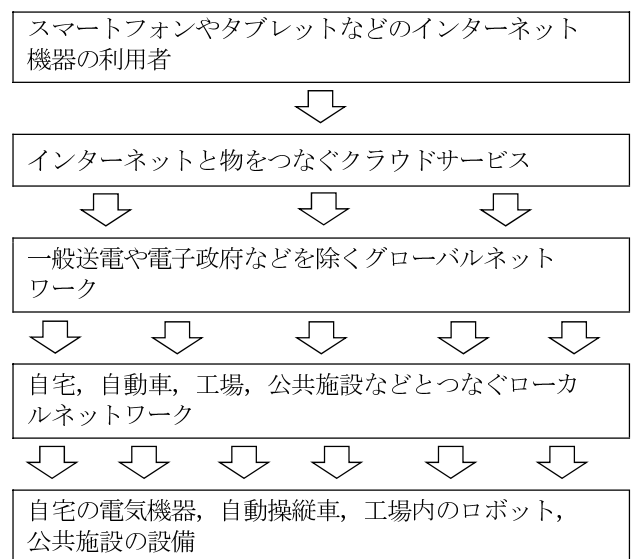 スマートフォンやタブレットなどのインターネット
機器の利用者
インターネットと物をつなぐクラウドサービス
一般送電や電子政府などを除くグローバルネット
ワーク
自宅，自動車，工場，公共施設などとつなぐローカ
ルネットワーク
自宅の電気機器，自動操縦車，工場内のロボット，
公共施設の設備